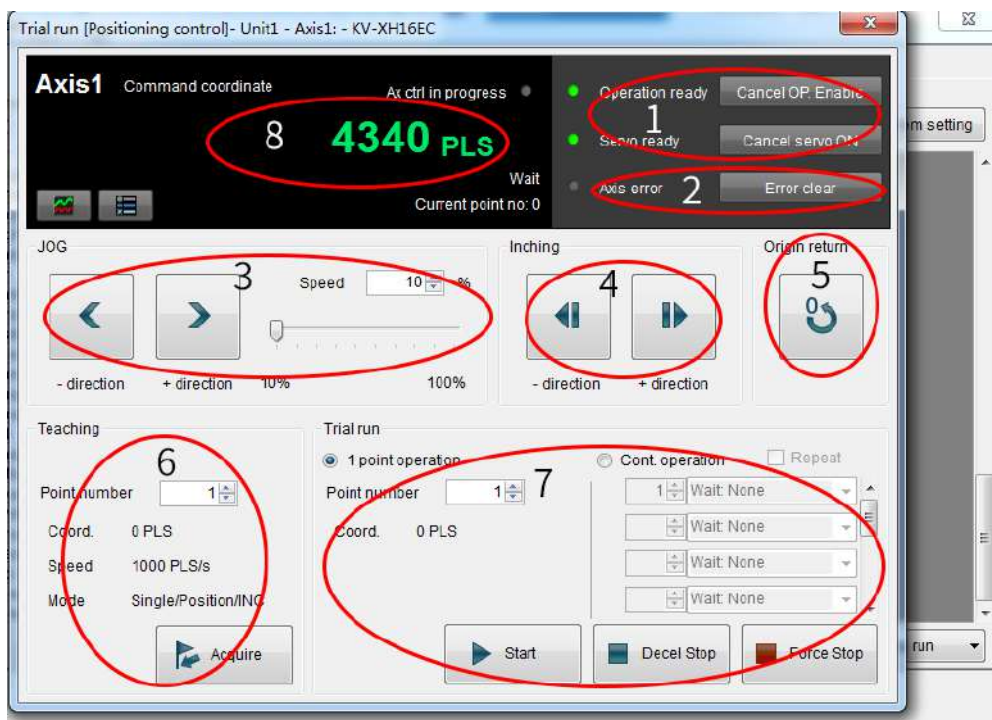 Trial run [Positioning control]- Unit1 - Axis1: - KV-XH16EC
Axis1 Command coordinate Ax ctrl in progress
8 4340 PLS
Wait
Current point no: 0
Operation ready Cancel OP. Enable
1
Servo ready Cancel servo ON
Axis error 2 Error clear
m setting
JOG
3
Speed 10 %
- direction + direction 10% 100%
Inching
4
- direction + direction
Origin return
5
0
Teaching
6
Point number 1
Coord. 0 PLS
Speed 1000 PLS/s
Mode Single/Position/INC
Acquire
Trial run
1 point operation Cont. operation Repeat
Point number 1 7
Coord. 0 PLS
1 Wait: None
Wait: None
Wait: None
Wait: None
Start Decel Stop Force Stop
run